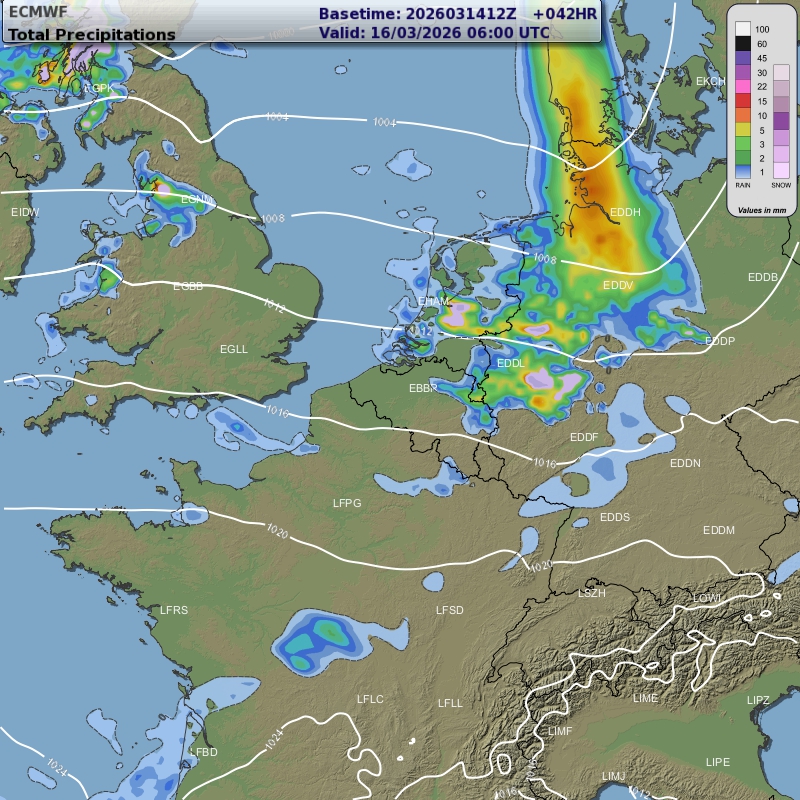 ECMWF
Basetime: 2026031412Z +042HR
Total Precipitations
Valid: 16/03/2026 06:00 UTC
100
60
45
30
22
15
10
5
3
2
1
RAIN
SNOW
Values in mm
EGPK
EKCH
1004
1004
EGNM
EIDW
1008
EDDH
1008
EGBB
EDDV
EDDB
EHAM
1012
EDDP
EGLL
EDDL
EBBR
1016
EDDF
1016
EDDN
LFPG
EDDS
EDDM
1020
1020
LSZH
LOWI
LFRS
LFSD
LFLC
LFLL
LIME
LIPZ
LIMF
1024
LFBD
LIPE
1024
LIMJ
1016
1016
1012